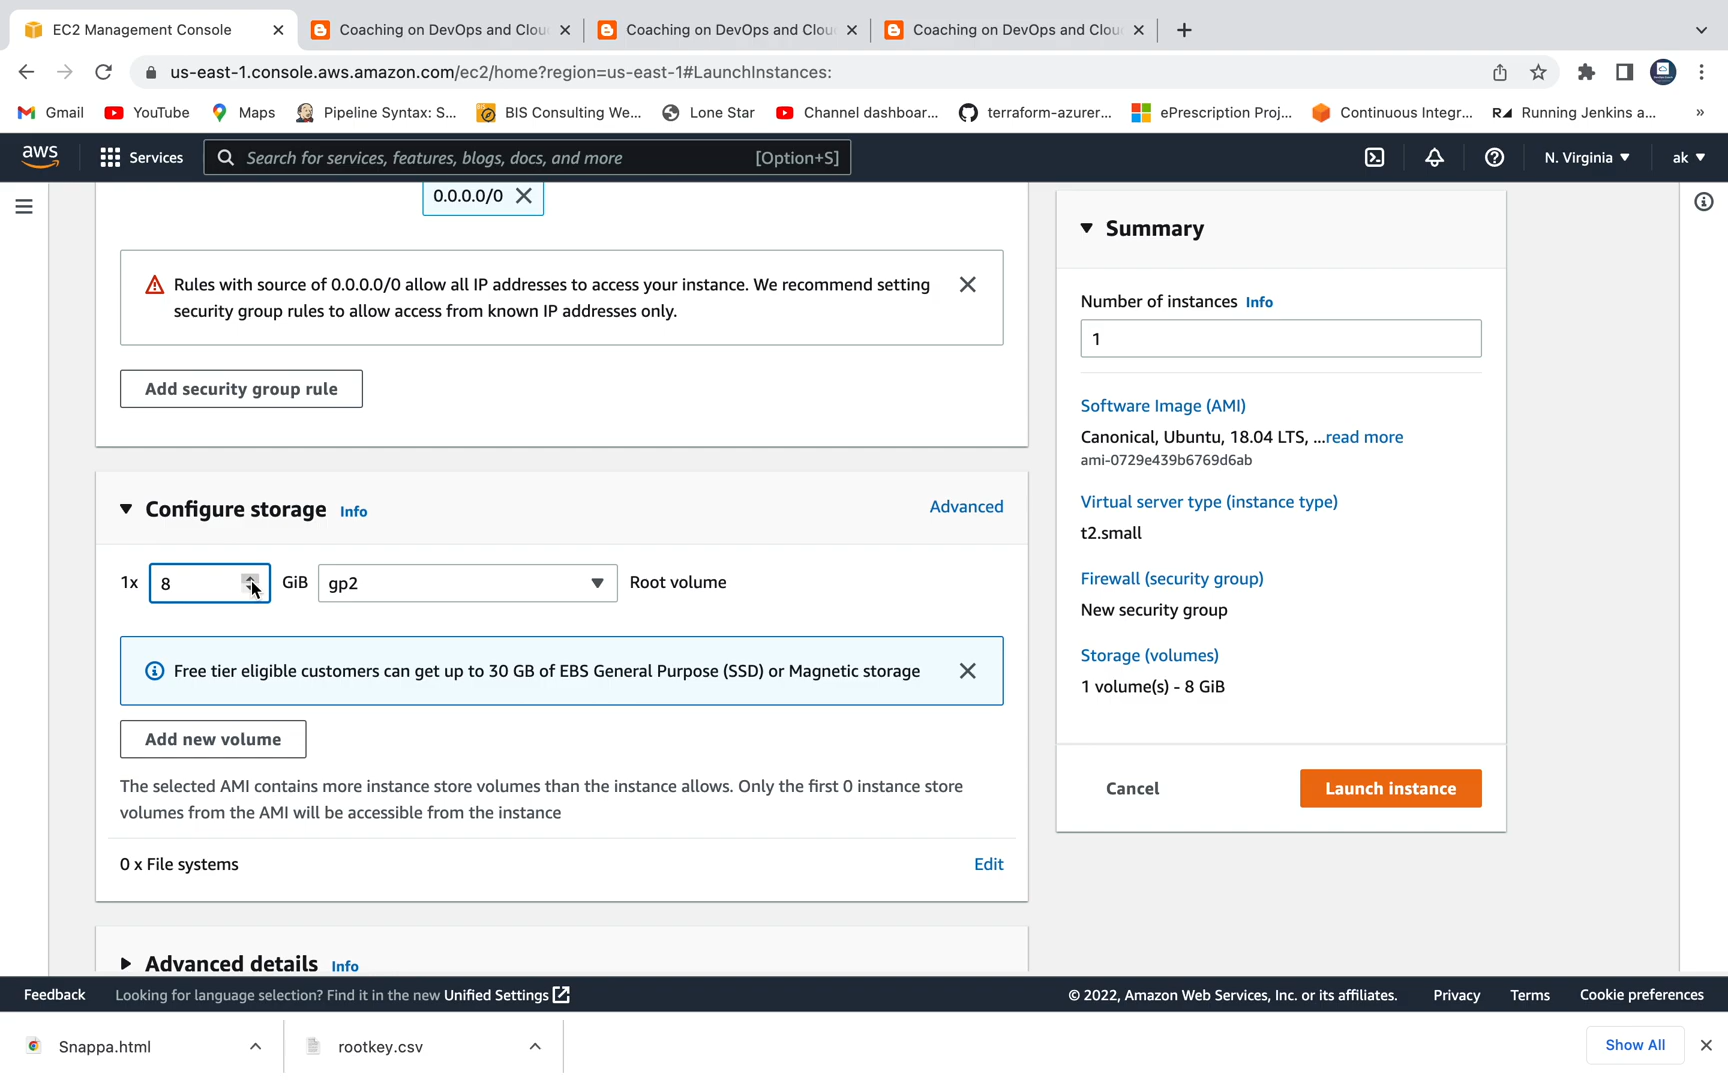 EC2 Management Console
Coaching on DevOps and Clou
Coaching on DevOps and Clou
Coaching on DevOps and Clou
us-east-1.console.aws.amazon.com/ec2/home?region=us-east-1#LaunchInstances:
Gmail
YouTube
Maps
Pipeline Syntax: S...
BIS Consulting We...
Lone Star
Channel dashboar...
terraform-azurer...
ePrescription Proj...
Continuous Integr...
Running Jenkins a...
»
aws
Services
Search for services, features, blogs, docs, and more
[Option+S]
N. Virginia
ak
0.0.0.0/0
Rules with source of 0.0.0.0/0 allow all IP addresses to access your instance. We recommend setting
security group rules to allow access from known IP addresses only.
Add security group rule
Configure storage Info
Advanced
1x
8
GiB
gp2
Root volume
Free tier eligible customers can get up to 30 GB of EBS General Purpose (SSD) or Magnetic storage
Add new volume
The selected AMI contains more instance store volumes than the instance allows. Only the first 0 instance store
volumes from the AMI will be accessible from the instance
0 x File systems
Edit
Advanced details Info
Summary
Number of instances Info
1
Software Image (AMI)
Canonical, Ubuntu, 18.04 LTS, ...read more
ami-0729e439b6769d6ab
Virtual server type (instance type)
t2.small
Firewall (security group)
New security group
Storage (volumes)
1 volume(s) - 8 GiB
Cancel
Launch instance
Feedback
Looking for language selection? Find it in the new Unified Settings
© 2022, Amazon Web Services, Inc. or its affiliates.
Privacy
Terms
Cookie preferences
Snappa.html
rootkey.csv
Show All